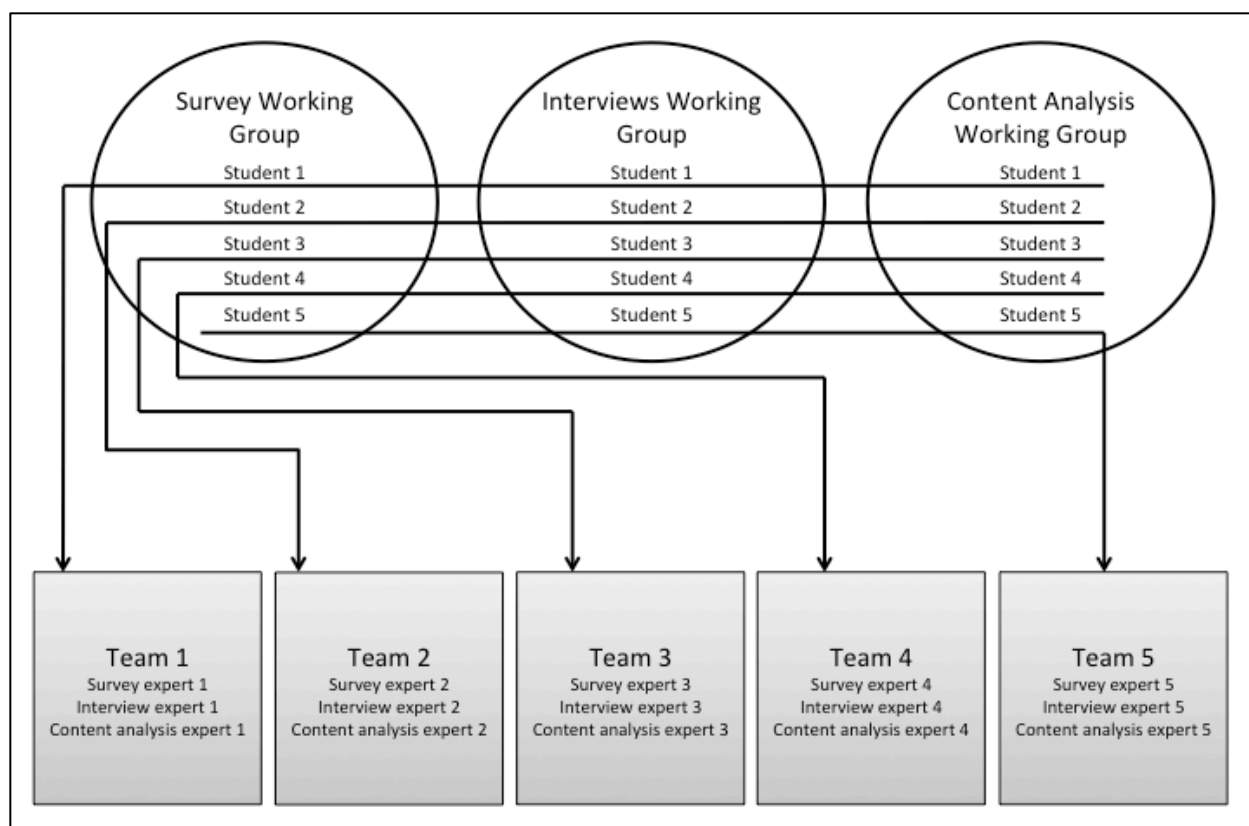 Survey Working
Group
Student 1
Student 2
Student 3
Student 4
Student 5
Interviews Working
Group
Student 1
Student 2
Student 3
Student 4
Student 5
Content Analysis
Working Group
Student 1
Student 2
Student 3
Student 4
Student 5
Team 1
Survey expert 1
Interview expert 1
Content analysis expert 1
Team 2
Survey expert 2
Interview expert 2
Content analysis expert 2
Team 3
Survey expert 3
Interview expert 3
Content analysis expert 3
Team 4
Survey expert 4
Interview expert 4
Content analysis expert 4
Team 5
Survey expert 5
Interview expert 5
Content analysis expert 5